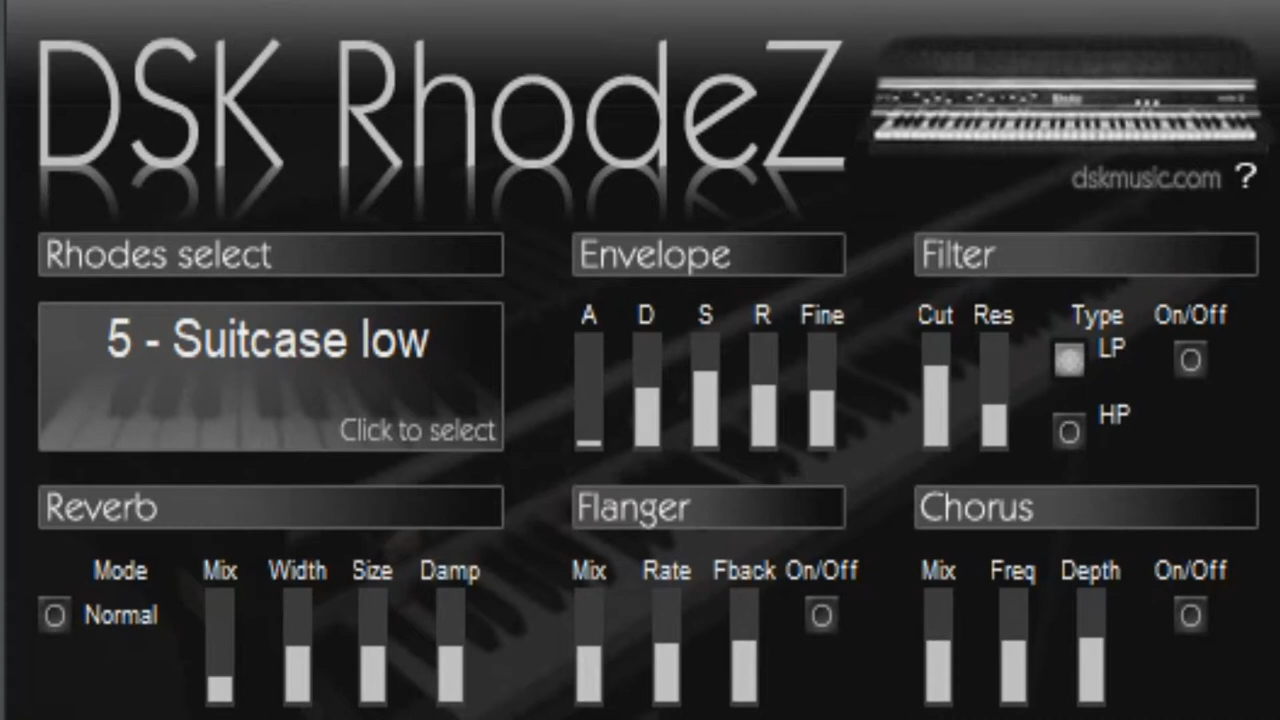 DSK RhodeZ
dskmusic.com ?
Rhodes select
5 - Suitcase low
Click to select
Envelope
A D S R Fine
Filter
Cut Res Type On/Off
LP
HP
Reverb
Mode Mix Width Size Damp
Normal
Flanger
Mix Rate Fback On/Off
Chorus
Mix Freq Depth On/Off